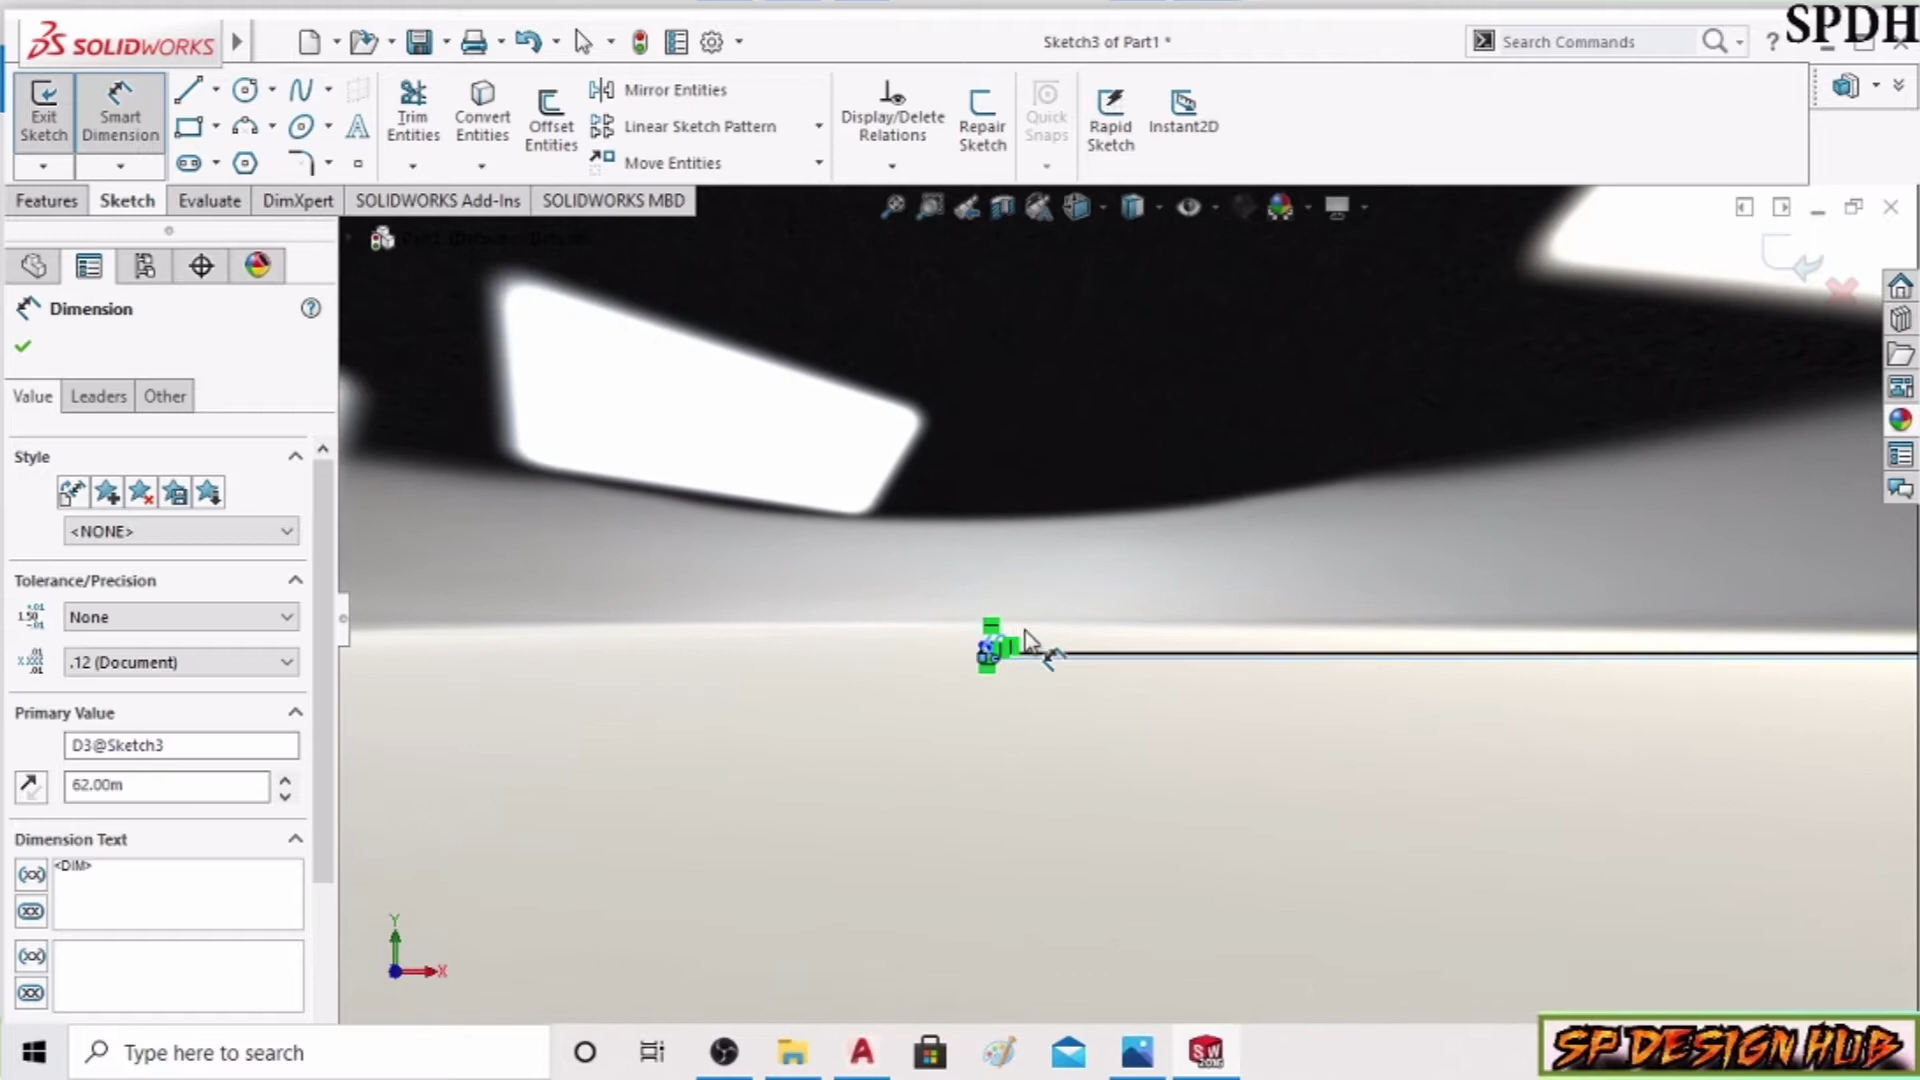 SPDH
SOLIDWORKS
Sketch3 of Part1 *
Search Commands
?
Exit Sketch
Smart Dimension
Trim Entities
Convert Entities
Offset Entities
Mirror Entities
Linear Sketch Pattern
Move Entities
Display/Delete Relations
Repair Sketch
Quick Snaps
Rapid Sketch
Instant2D
Features
Sketch
Evaluate
DimXpert
SOLIDWORKS Add-Ins
SOLIDWORKS MBD
Dimension
Value
Leaders
Other
Style
<NONE>
Tolerance/Precision
None
.12 (Document)
Primary Value
D3@Sketch3
62.00m
Dimension Text
<DIM>
Y
X
Type here to search
SW
2016
SP DESIGN HUB